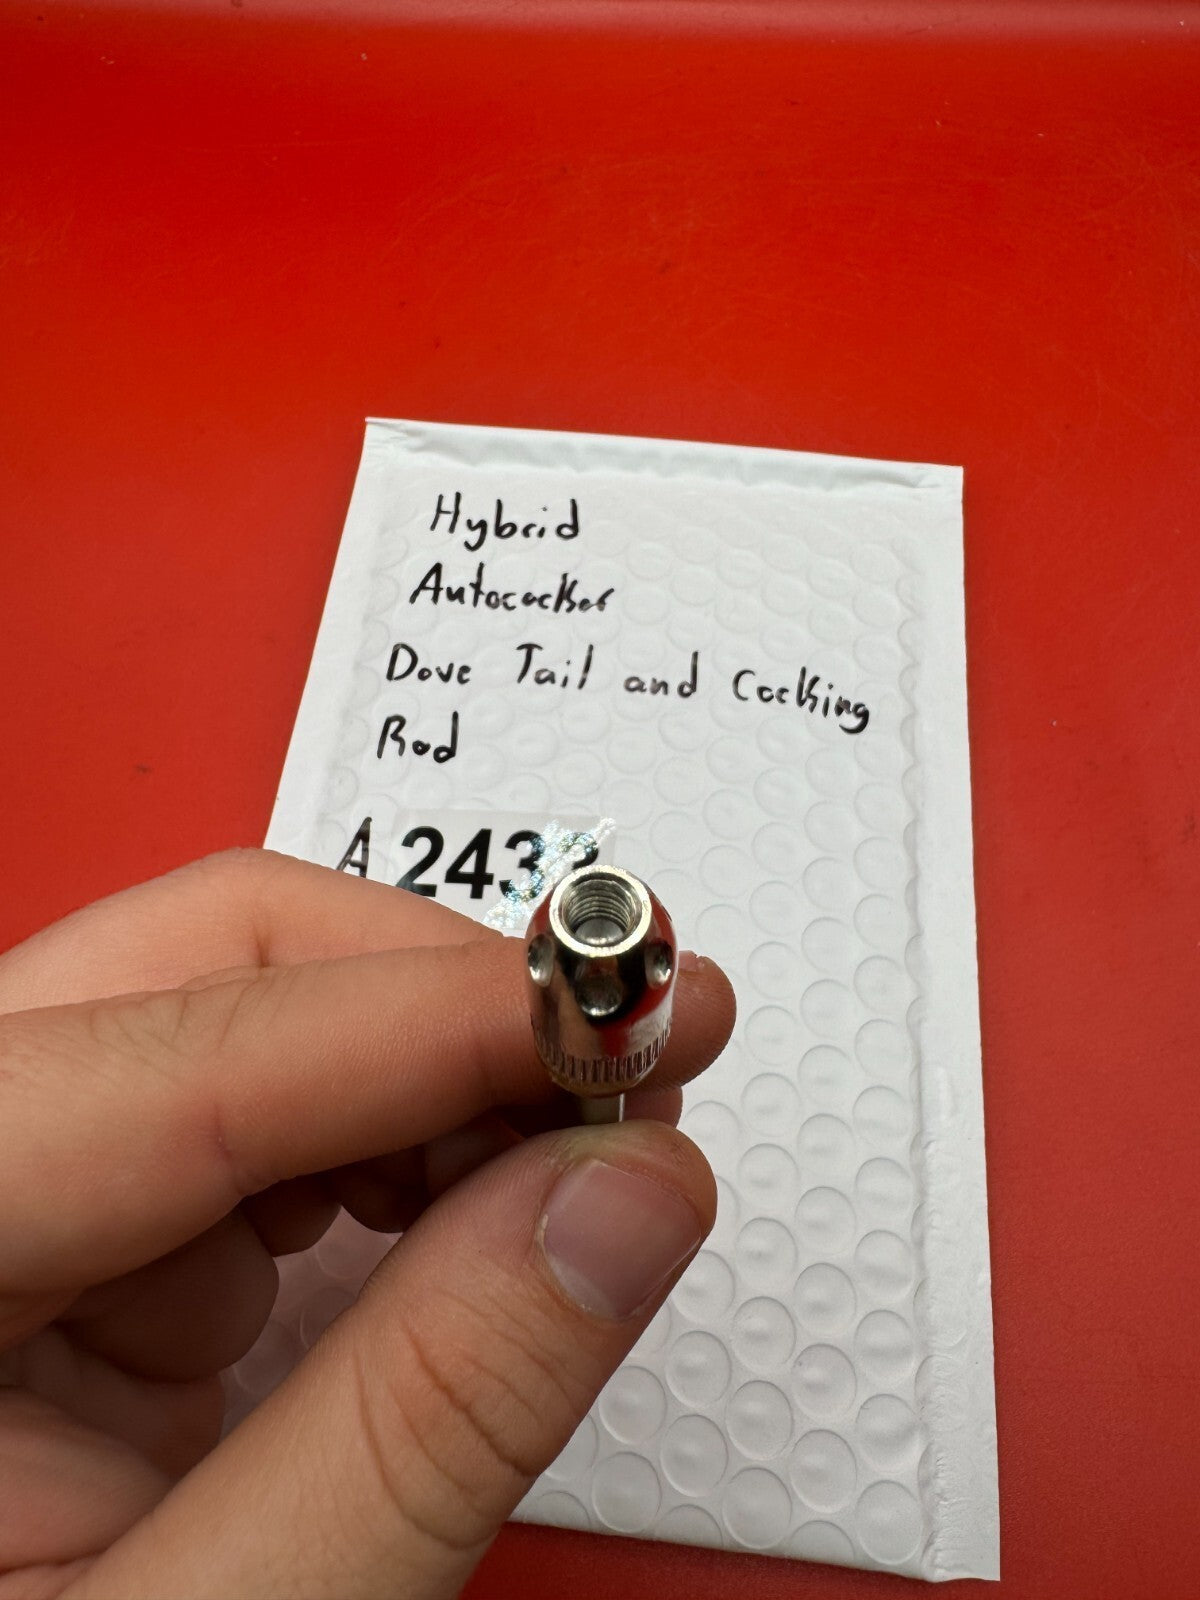 Hybrid
Autococker
Dove Tail and Cocking
Rod
A 243